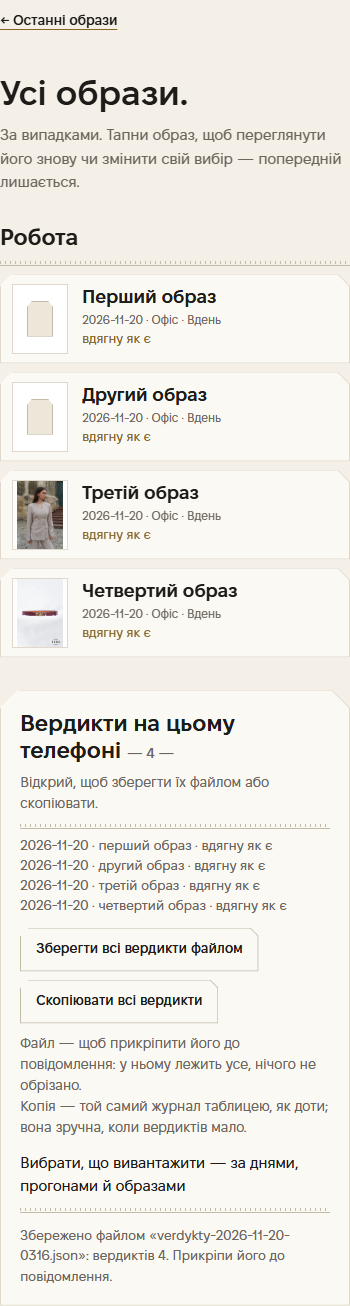 ← Останні образи
Усі образи.
За випадками. Тапни образ, щоб переглянути
його знову чи змінити свій вибір — попередній
лишається.
Робота
Перший образ
2026-11-20 · Офіс · Вдень
вдягну як є
Другий образ
2026-11-20 · Офіс · Вдень
вдягну як є
Третій образ
2026-11-20 · Офіс · Вдень
вдягну як є
Четвертий образ
2026-11-20 · Офіс · Вдень
вдягну як є
Вердикти на цьому
телефоні — 4 —
Відкрий, щоб зберегти їх файлом або
скопіювати.
2026-11-20 · перший образ · вдягну як є
2026-11-20 · другий образ · вдягну як є
2026-11-20 · третій образ · вдягну як є
2026-11-20 · четвертий образ · вдягну як є
Зберегти всі вердикти файлом
Скопіювати всі вердикти
Файл — щоб прикріпити його до
повідомлення: у ньому лежить усе, нічого не
обрізано.
Копія — той самий журнал таблицею, як доти;
вона зручна, коли вердиктів мало.
Вибрати, що вивантажити — за днями,
прогонами й образами
Збережено файлом «verdykty-2026-11-20-
0316.json»: вердиктів 4. Прикріпи його до
повідомлення.